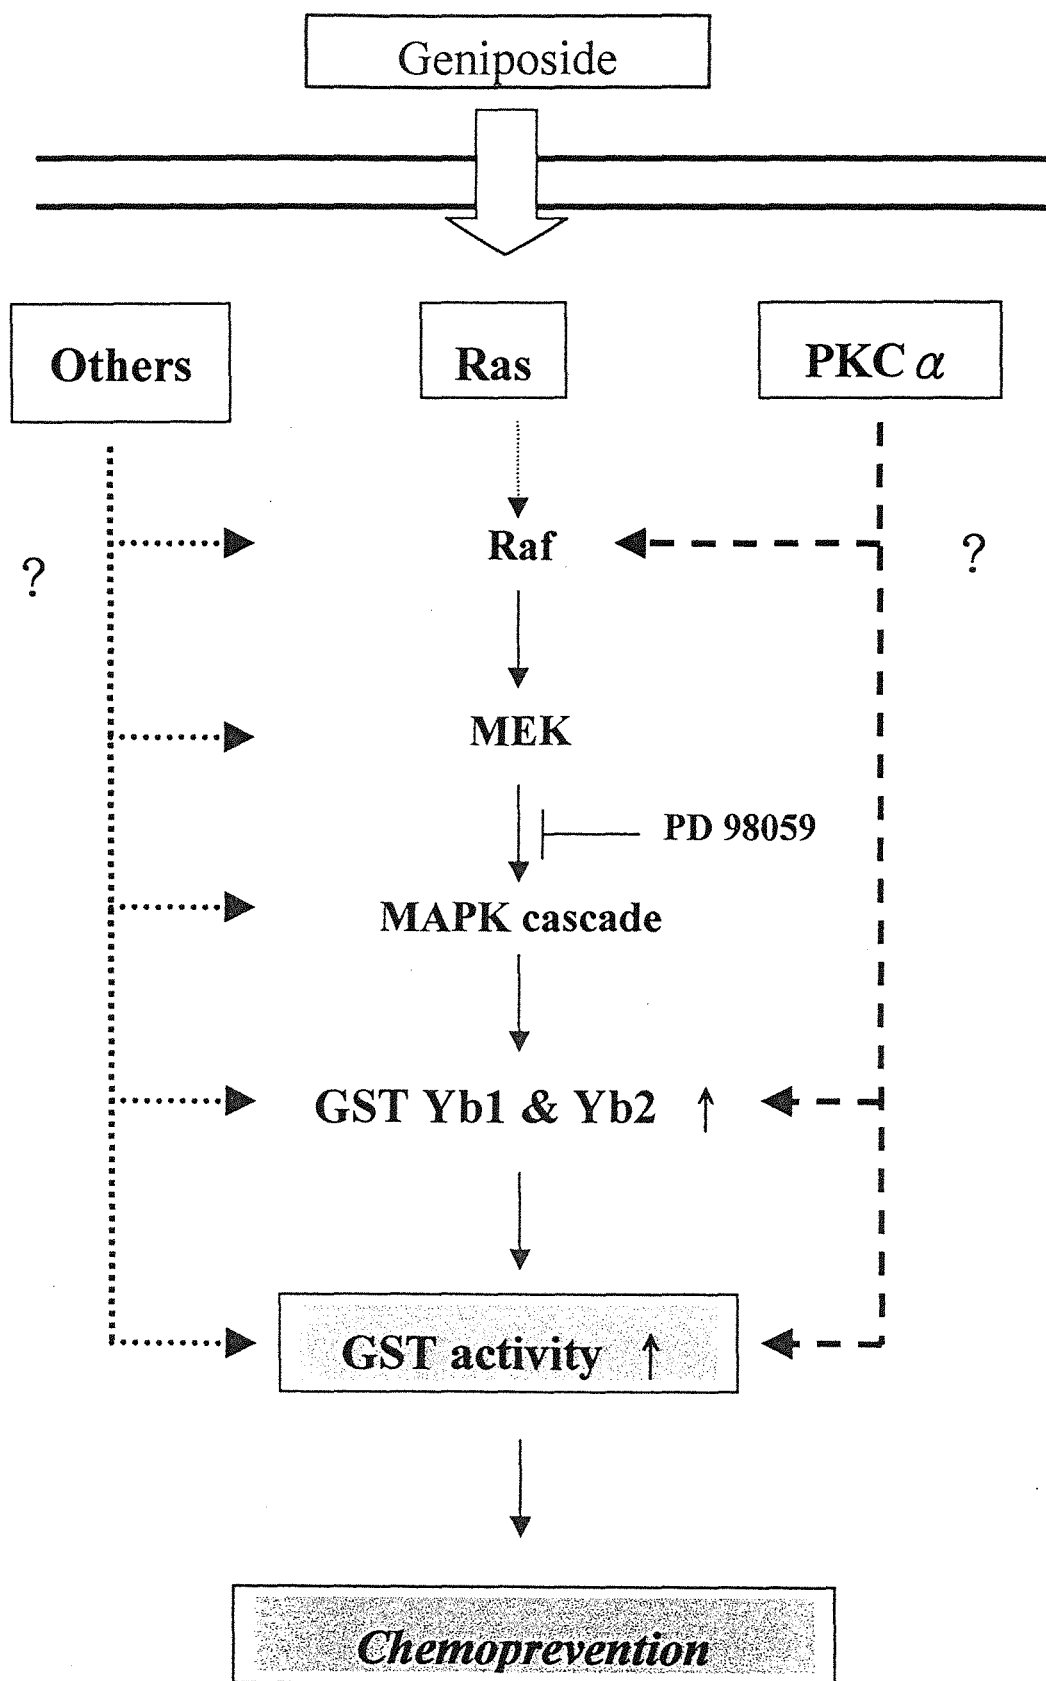 Geniposide
Others
Ras
PKC α
Raf
?
?
MEK
PD 98059
MAPK cascade
GST Yb1 & Yb2 ↑
GST activity ↑
Chemoprevention